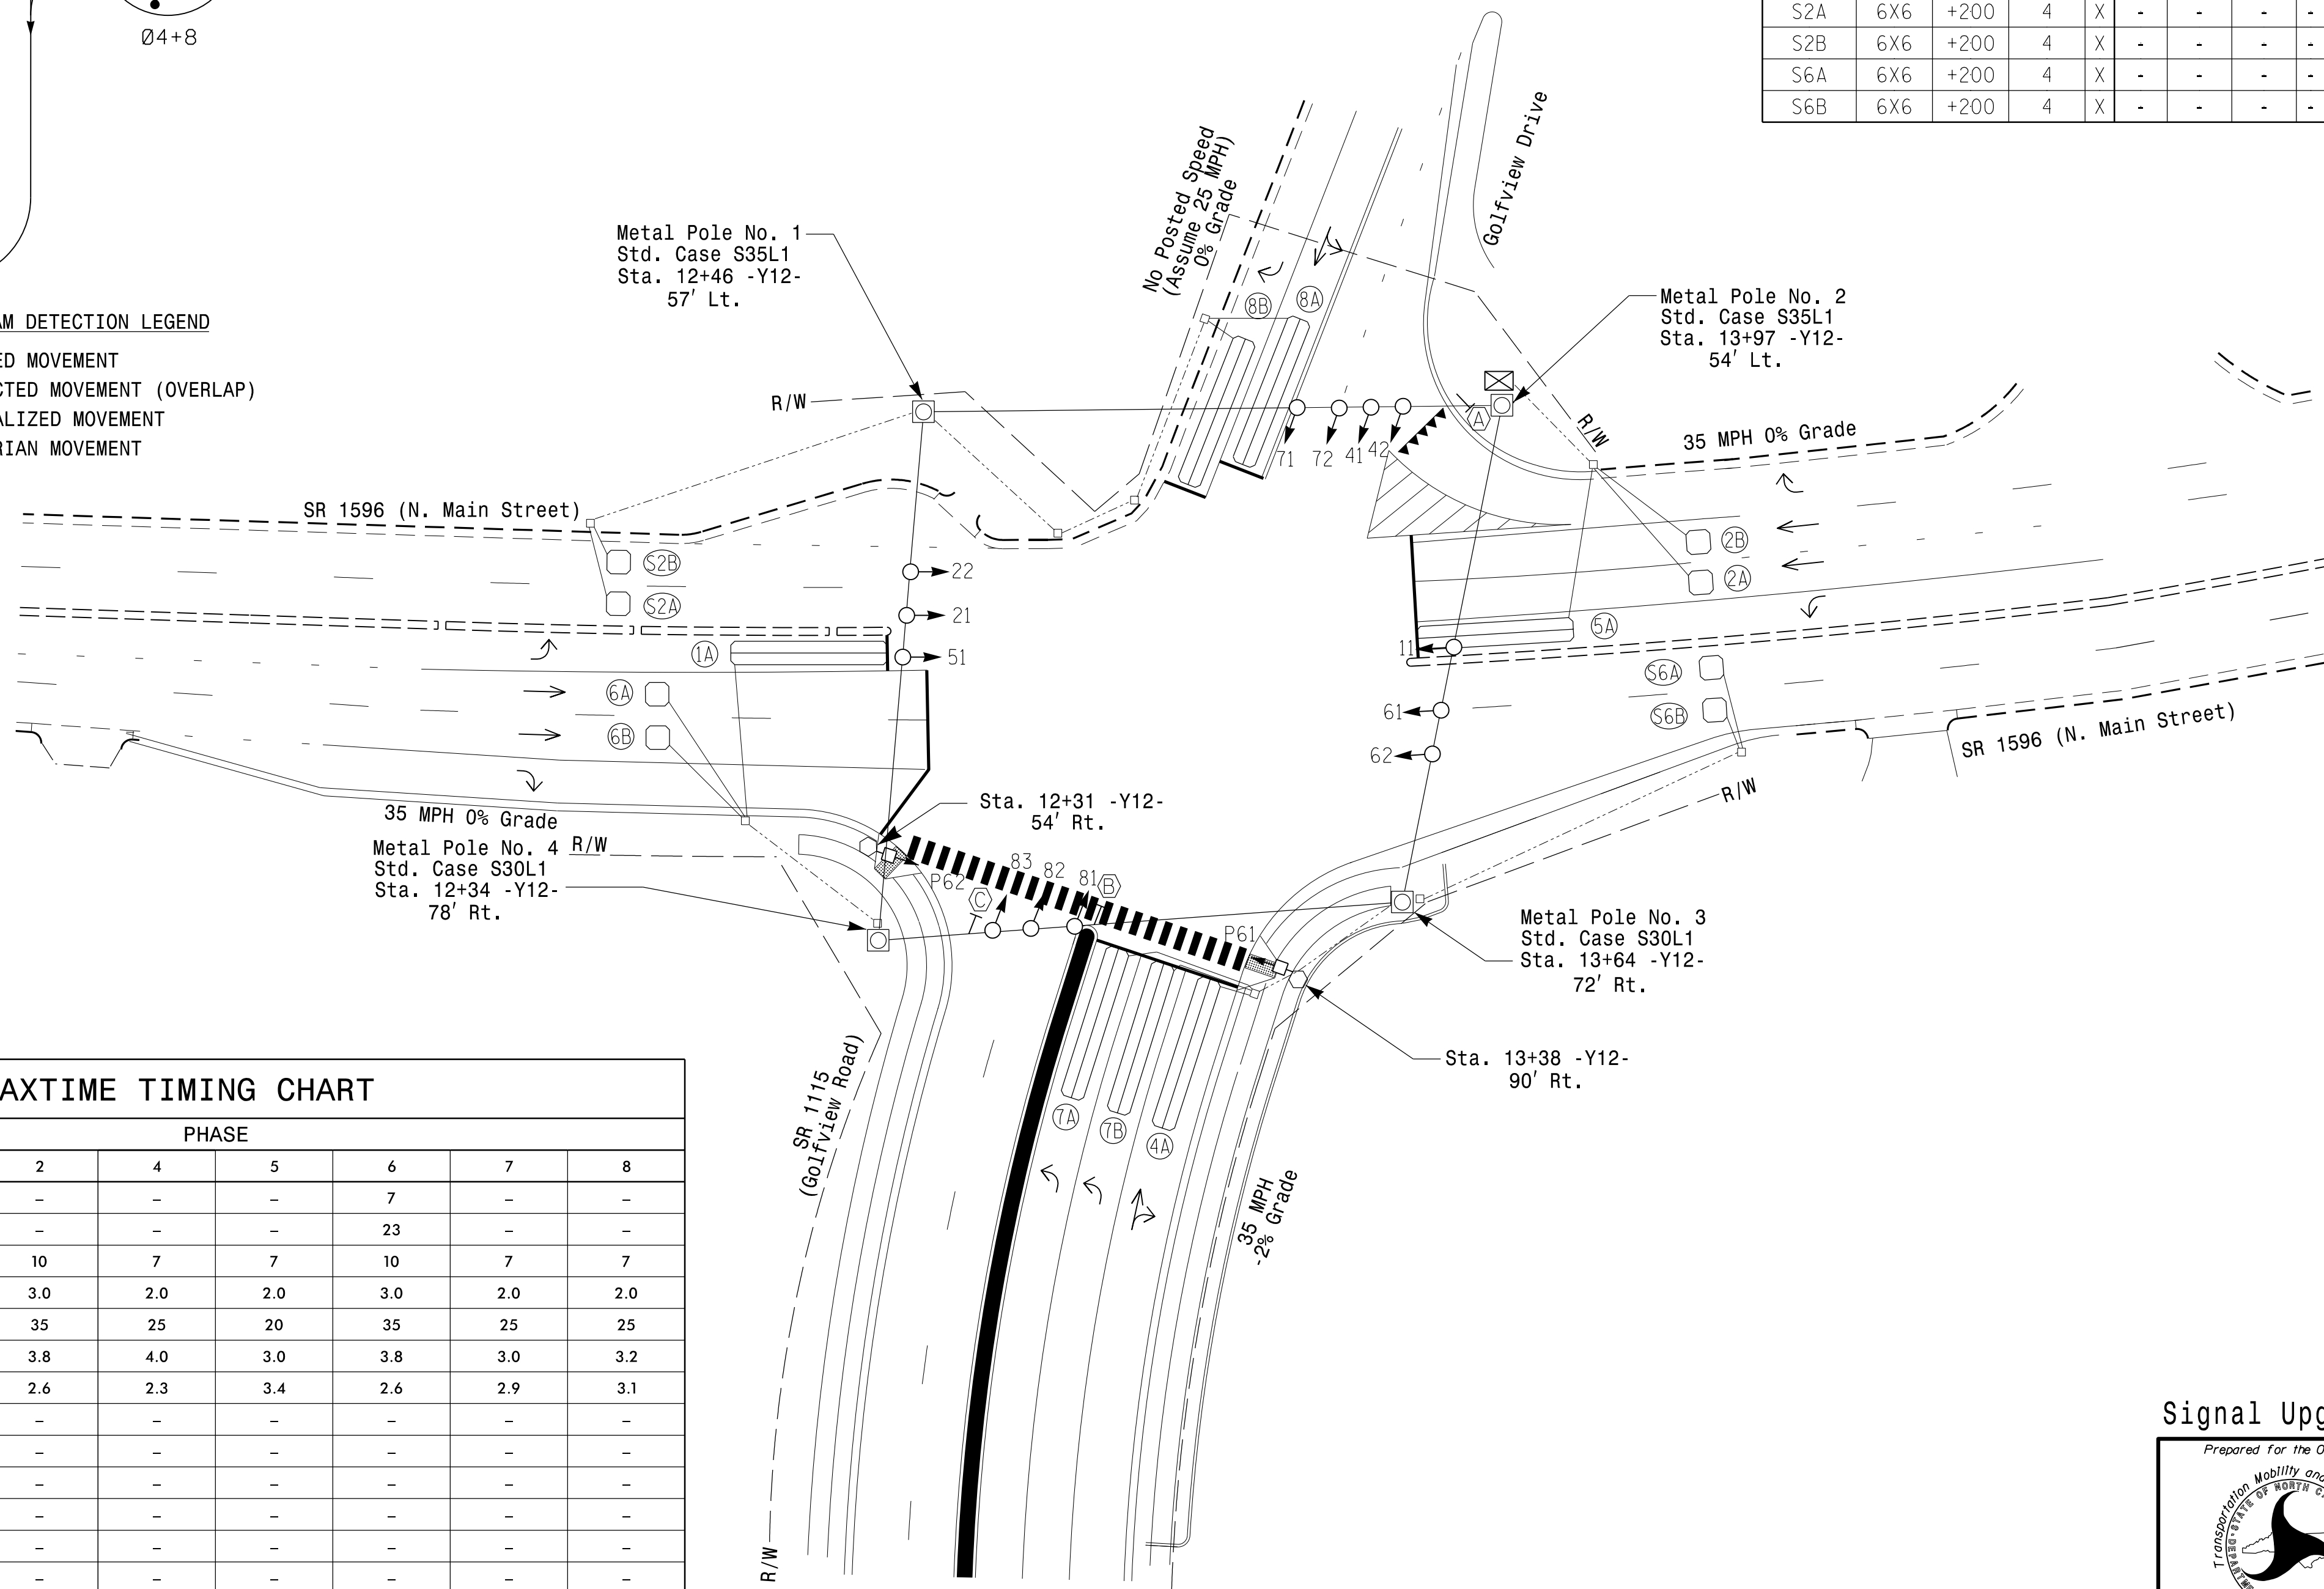 Ø4+8
S2A 6X6 +200 4 X - - - -
S2B 6X6 +200 4 X - - - -
S6A 6X6 +200 4 X - - - -
S6B 6X6 +200 4 X - - - -
Golfview Drive
No Posted Speed
(Assume 25 MPH)
0% Grade
Metal Pole No. 1
Std. Case S35L1
Sta. 12+46 -Y12-
57' Lt.
Metal Pole No. 2
Std. Case S35L1
Sta. 13+97 -Y12-
54' Lt.
AM DETECTION LEGEND
ED MOVEMENT
CTED MOVEMENT (OVERLAP)
ALIZED MOVEMENT
RIAN MOVEMENT
8B
8A
R/W
A
R/W
71 72 41 42
35 MPH 0% Grade
SR 1596 (N. Main Street)
S2B
S2A
22
21
51
2B
2A
5A
1A
11
6A
6B
S6A
S6B
61
62
SR 1596 (N. Main Street)
R/W
35 MPH 0% Grade
Sta. 12+31 -Y12-
54' Rt.
Metal Pole No. 4
Std. Case S30L1
Sta. 12+34 -Y12-
78' Rt.
R/W
P62
C
83
82
81
B
P61
Metal Pole No. 3
Std. Case S30L1
Sta. 13+64 -Y12-
72' Rt.
Sta. 13+38 -Y12-
90' Rt.
7A
7B
4A
SR 1115
(Golfview Road)
35 MPH
-2% Grade
R/W
AXTIME TIMING CHART
PHASE
2 4 5 6 7 8
– – – 7 – –
– – – 23 – –
10 7 7 10 7 7
3.0 2.0 2.0 3.0 2.0 2.0
35 25 20 35 25 25
3.8 4.0 3.0 3.8 3.0 3.2
2.6 2.3 3.4 2.6 2.9 3.1
– – – – – –
– – – – – –
– – – – – –
– – – – – –
– – – – – –
– – – – – –
Signal Upg
Prepared for the O
Transportation Mobility and
STATE OF NORTH C